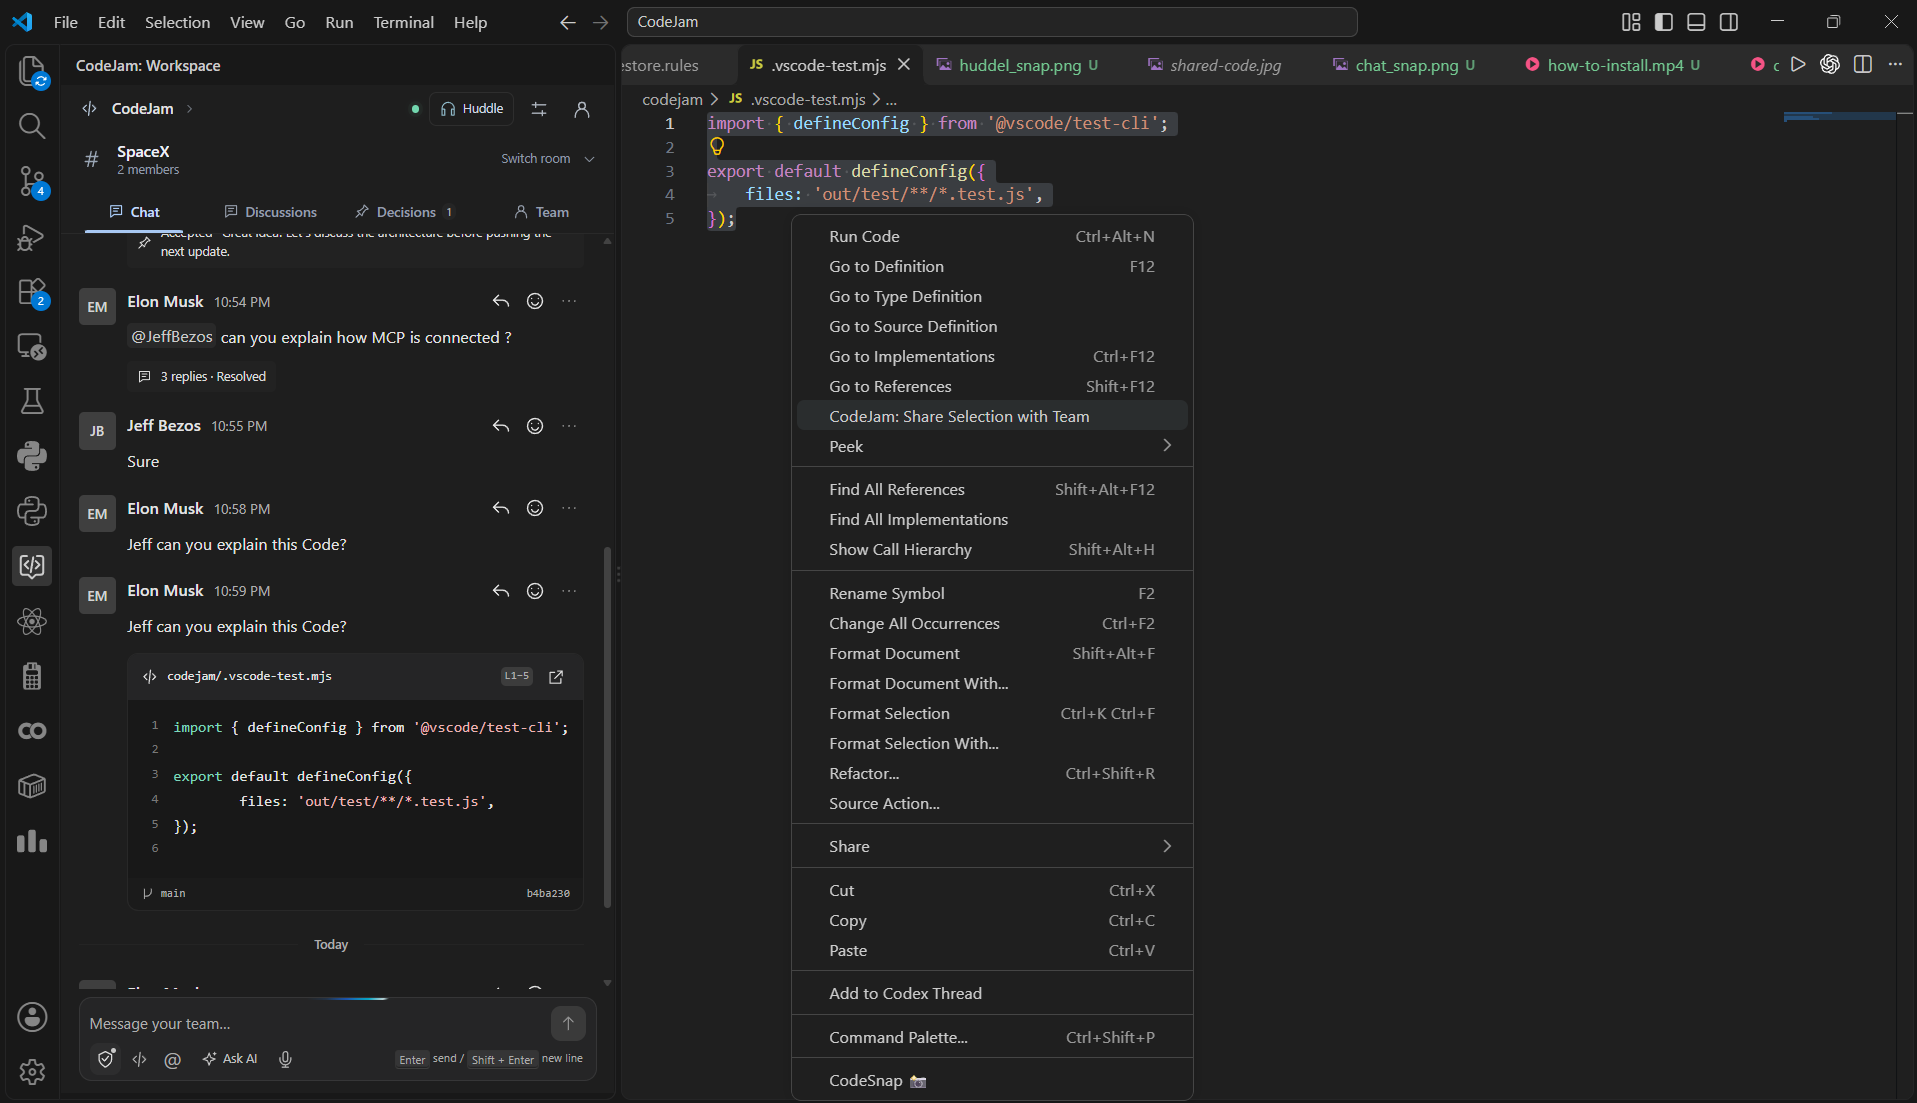 File Edit Selection View Go Run Terminal Help
CodeJam
CodeJam: Workspace
CodeJam
Huddle
# SpaceX
2 members
Switch room
Chat Discussions Decisions 1 Team
next update.
EM Elon Musk 10:54 PM
@JeffBezos can you explain how MCP is connected ?
3 replies · Resolved
JB Jeff Bezos 10:55 PM
Sure
EM Elon Musk 10:58 PM
Jeff can you explain this Code?
EM Elon Musk 10:59 PM
Jeff can you explain this Code?
codejam/.vscode-test.mjs L1-5
1 import { defineConfig } from '@vscode/test-cli';
2
3 export default defineConfig({
4 files: 'out/test/**/*.test.js',
5 });
6
main b4ba230
Today
Message your team...
@ Ask AI Enter send / Shift + Enter new line
4
2
estore.rules JS .vscode-test.mjs huddel_snap.png U shared-code.jpg chat_snap.png U how-to-install.mp4 U c
codejam > JS .vscode-test.mjs > ...
1 import { defineConfig } from '@vscode/test-cli';
2
3 export default defineConfig({
4 files: 'out/test/**/*.test.js',
5 });
Run Code Ctrl+Alt+N
Go to Definition F12
Go to Type Definition
Go to Source Definition
Go to Implementations Ctrl+F12
Go to References Shift+F12
CodeJam: Share Selection with Team
Peek
Find All References Shift+Alt+F12
Find All Implementations
Show Call Hierarchy Shift+Alt+H
Rename Symbol F2
Change All Occurrences Ctrl+F2
Format Document Shift+Alt+F
Format Document With...
Format Selection Ctrl+K Ctrl+F
Format Selection With...
Refactor... Ctrl+Shift+R
Source Action...
Share
Cut Ctrl+X
Copy Ctrl+C
Paste Ctrl+V
Add to Codex Thread
Command Palette... Ctrl+Shift+P
CodeSnap 📸